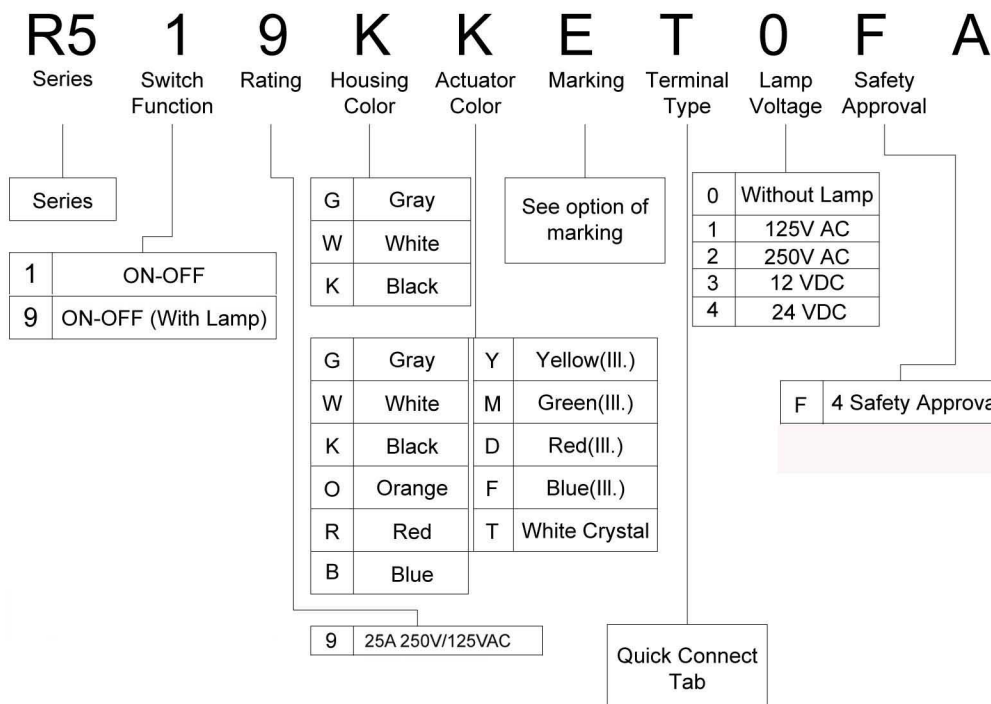 R5 1 9 K K E T 0 F A
Series Switch Function Rating Housing Color Actuator Color Marking Terminal Type Lamp Voltage Safety Approval
Series
1 ON-OFF
9 ON-OFF (With Lamp)
G Gray
W White
K Black
See option of
marking
0 Without Lamp
1 125V AC
2 250V AC
3 12 VDC
4 24 VDC
G Gray Y Yellow(Ill.)
W White M Green(Ill.)
K Black D Red(Ill.)
O Orange F Blue(Ill.)
R Red T White Crystal
B Blue
F 4 Safety Approva
9 25A 250V/125VAC
Quick Connect
Tab